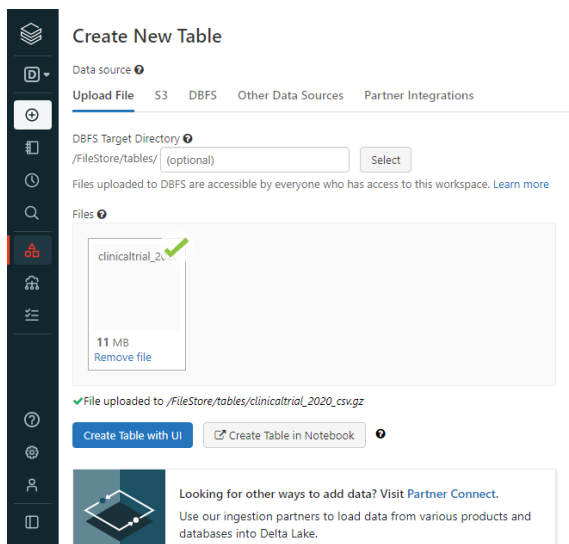 Create New Table
D
Data source
Upload File S3 DBFS Other Data Sources Partner Integrations
DBFS Target Directory
/FileStore/tables/ (optional) Select
Files uploaded to DBFS are accessible by everyone who has access to this workspace. Learn more
Files
clinicaltrial_20
11 MB
Remove file
File uploaded to /FileStore/tables/clinicaltrial_2020_csv.gz
Create Table with UI Create Table in Notebook
Looking for other ways to add data? Visit Partner Connect.
Use our ingestion partners to load data from various products and
databases into Delta Lake.